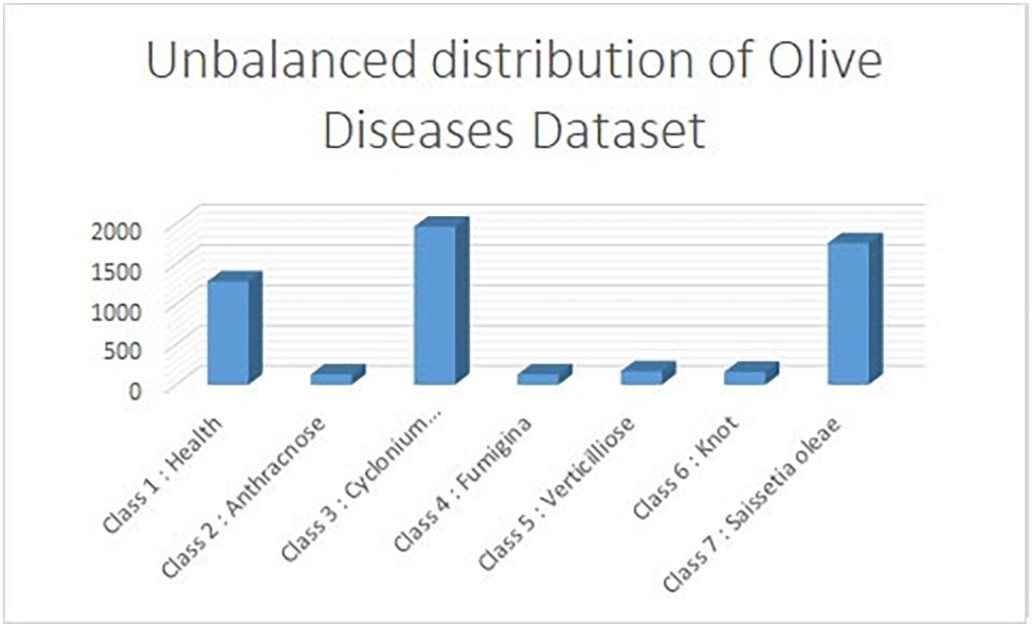 Unbalanced distribution of Olive
Diseases Dataset
2000
1500
1000
500
0
Class 1 : Health
Class 2 : Anthracnose
Class 3 : Cyclonium...
Class 4 : Fumigina
Class 5 : Verticilliose
Class 6 : Knot
Class 7 : Saissetia oleae